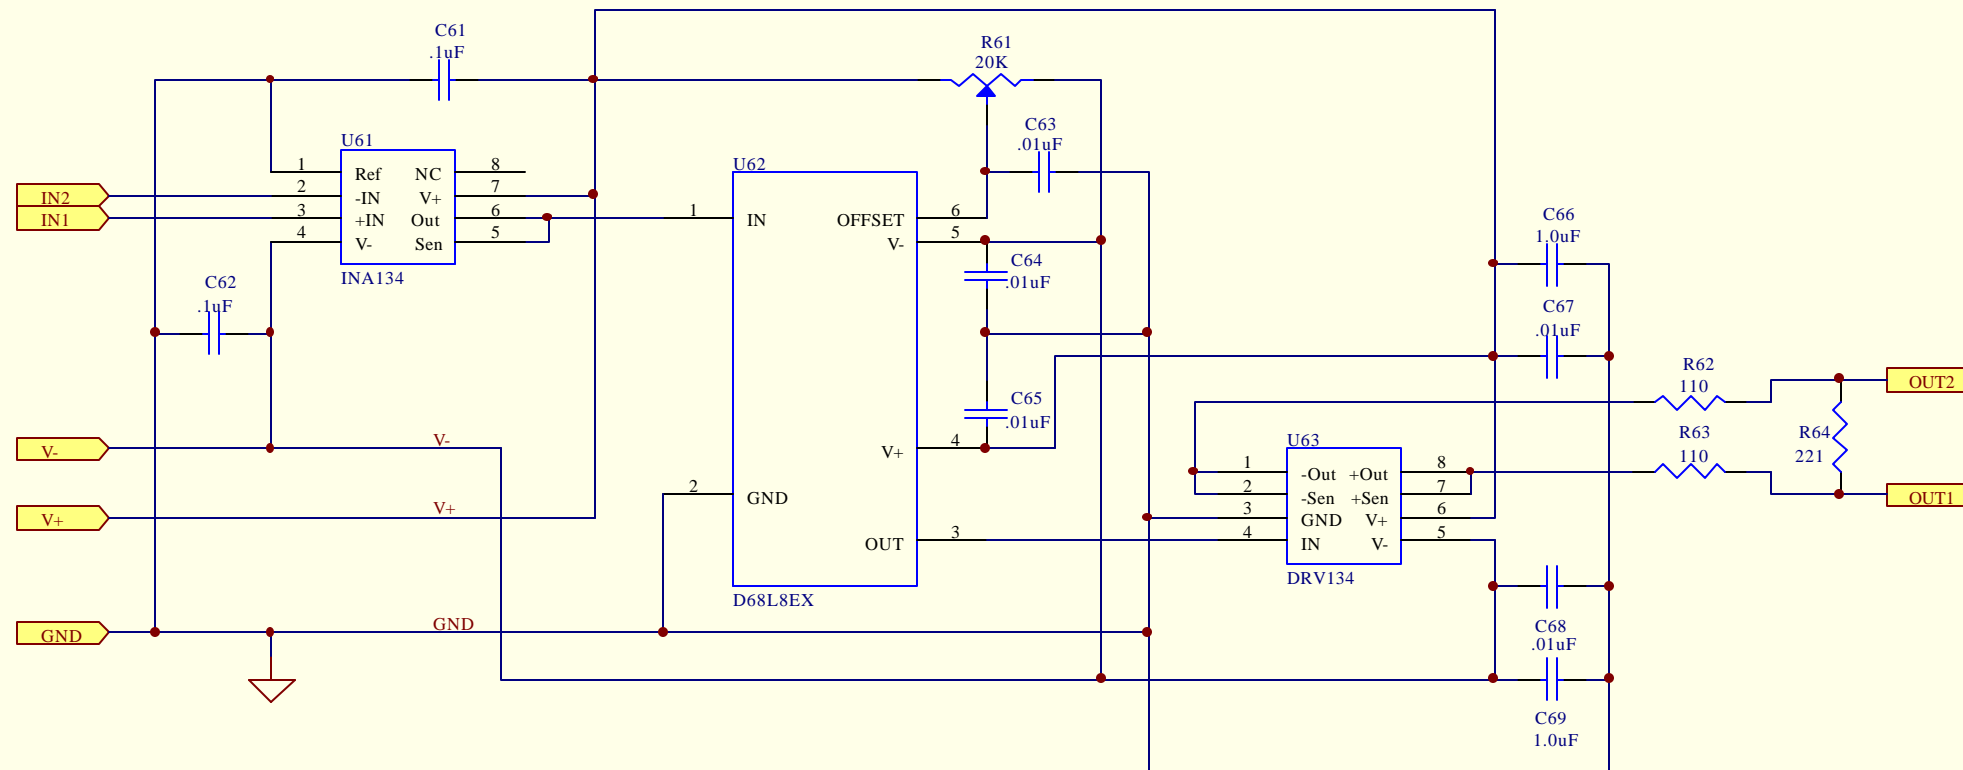 C61
.1uF
R61
20K
C63
.01uF
U61
1 Ref NC 8
2 -IN V+ 7
3 +IN Out 6
4 V- Sen 5
INA134
IN2
IN1
C62
.1uF
U62
1 IN OFFSET 6
V- 5
C64
.01uF
C65
.01uF
V+ 4
2 GND
OUT 3
D68L8EX
C66
1.0uF
C67
.01uF
R62
110
R63
110
R64
221
OUT2
OUT1
U63
1 -Out +Out 8
2 -Sen +Sen 7
3 GND V+ 6
4 IN V- 5
DRV134
V- V-
V+ V+
GND GND
C68
.01uF
C69
1.0uF